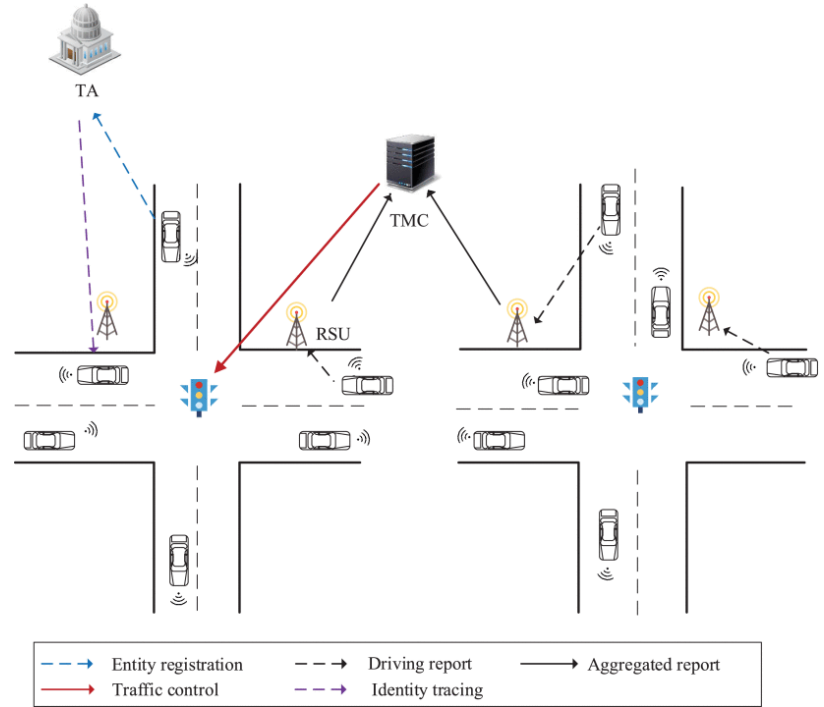 TA
TMC
RSU
Entity registration Driving report Aggregated report
Traffic control Identity tracing